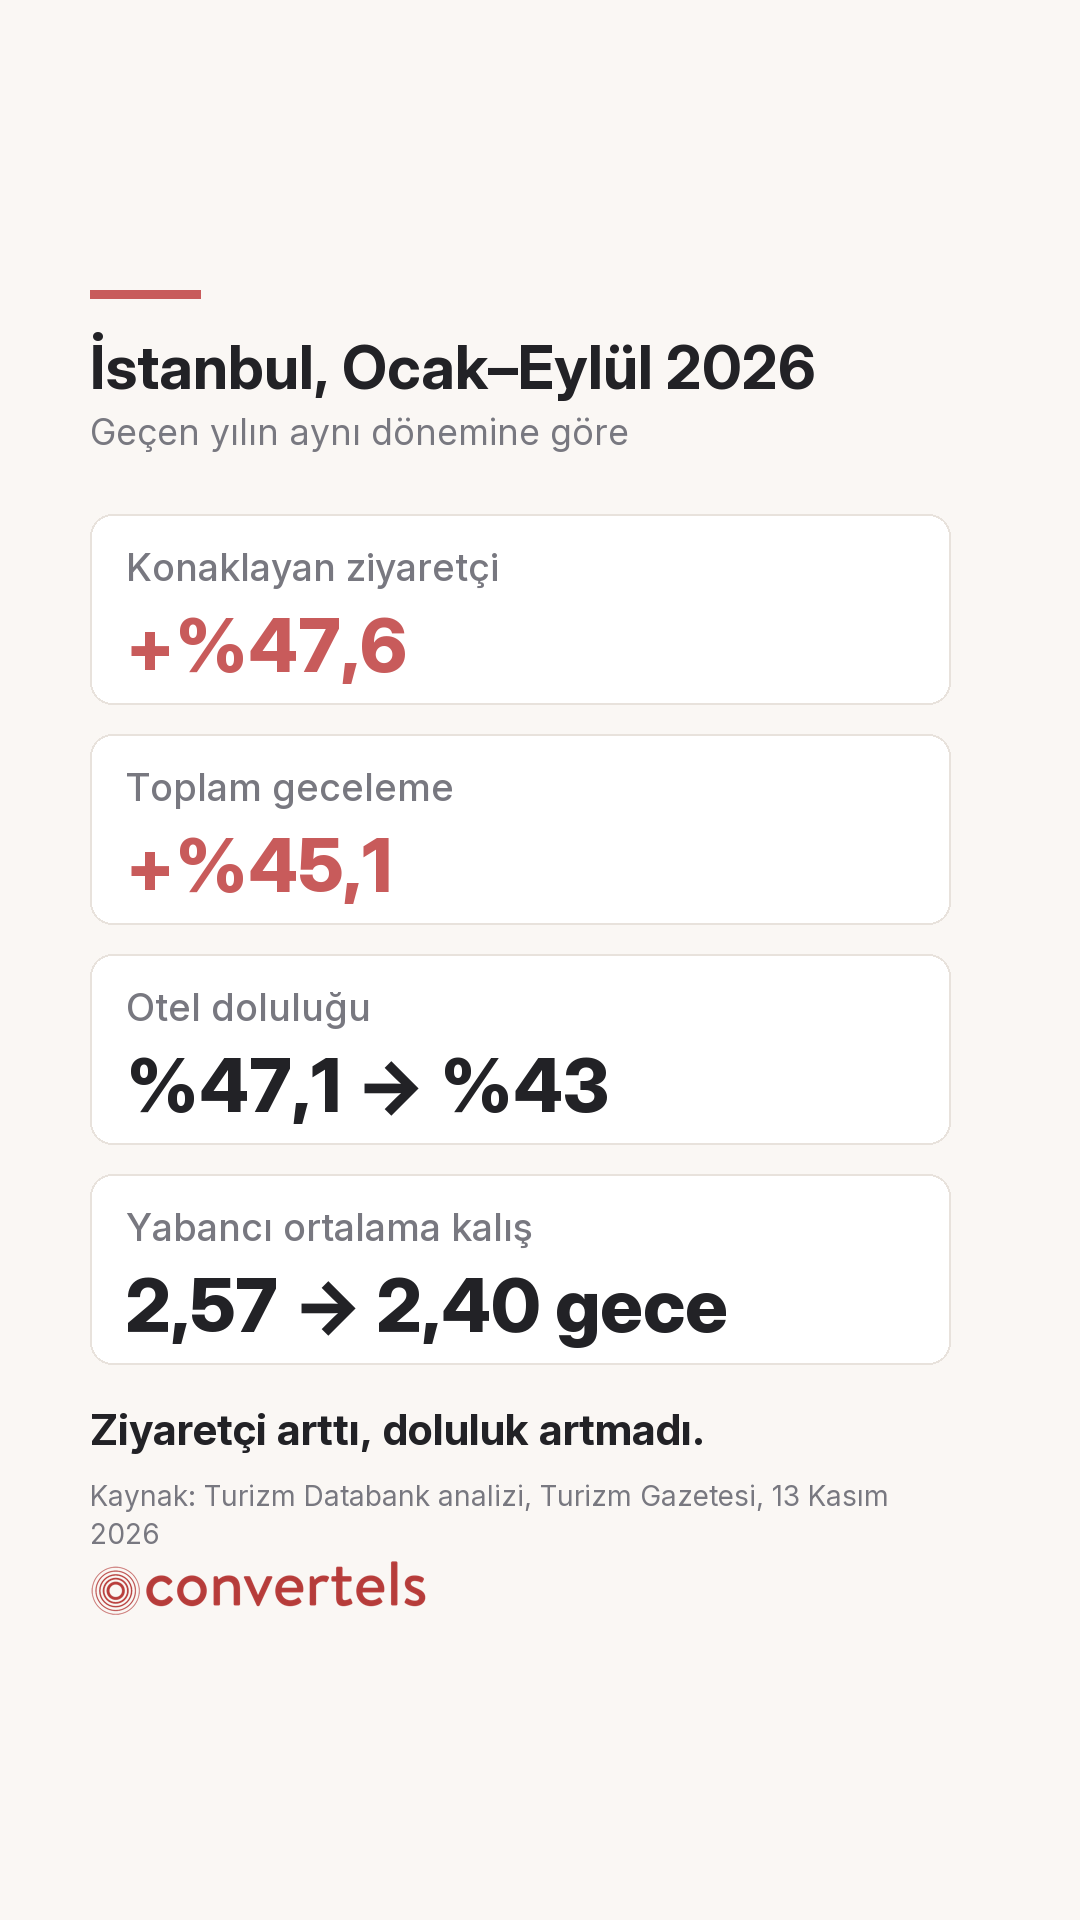 İstanbul, Ocak–Eylül 2026
Geçen yılın aynı dönemine göre
Konaklayan ziyaretçi
+%47,6
Toplam geceleme
+%45,1
Otel doluluğu
%47,1 → %43
Yabancı ortalama kalış
2,57 → 2,40 gece
Ziyaretçi arttı, doluluk artmadı.
Kaynak: Turizm Databank analizi, Turizm Gazetesi, 13 Kasım
2026
convertels